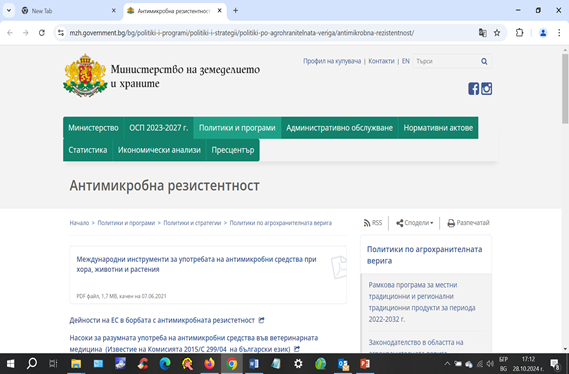 New Tab
Антимикробна резистентност
mzh.government.bg/bg/politiki-i-programi/politiki-i-strategii/politiki-po-agrohranitelnata-veriga/antimikrobna-rezistentnost/
Министерство на земеделието
и храните
Профил на купувача | Контакти | EN
Търси
Министерство ОСП 2023-2027 г. Политики и програми Административно обслужване Нормативни актове
Статистика Икономически анализи Пресцентър
Антимикробна резистентност
Начало > Политики и програми > Политики и стратегии > Политики по агрохранителната верига
RSS Сподели Разпечатай
Международни инструменти за употребата на антимикробни средства при
хора, животни и растения
PDF файл, 1,7 MB, качен на 07.06.2021
Дейности на ЕС в борбата с антимикробната резистетност
Насоки за разумната употреба на антимикробни средства във ветеринарната
медицина (Известие на Комисията 2015/С 299/04 на български език)
Политики по агрохранителната
верига
Рамкова програма за местни
традиционни и регионални
традиционни продукти за периода
2022-2032 г.
Законодателство в областта на
БГР
BG
17:12
28.10.2024 г.